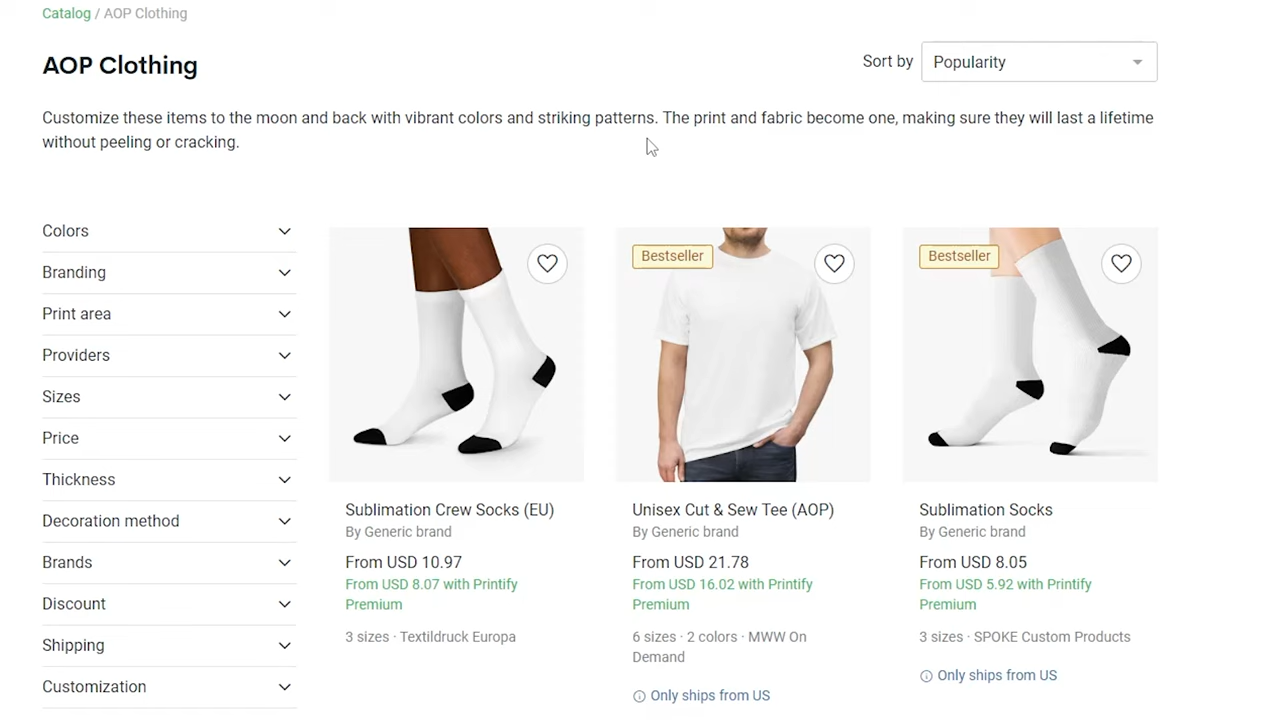 Catalog / AOP Clothing
AOP Clothing
Sort by
Popularity
Customize these items to the moon and back with vibrant colors and striking patterns. The print and fabric become one, making sure they will last a lifetime
without peeling or cracking.
Colors
Branding
Print area
Providers
Sizes
Price
Thickness
Decoration method
Brands
Discount
Shipping
Customization
Sublimation Crew Socks (EU)
By Generic brand
From USD 10.97
From USD 8.07 with Printify
Premium
3 sizes · Textildruck Europa
Bestseller
Unisex Cut & Sew Tee (AOP)
By Generic brand
From USD 21.78
From USD 16.02 with Printify
Premium
6 sizes · 2 colors · MWW On
Demand
Only ships from US
Bestseller
Sublimation Socks
By Generic brand
From USD 8.05
From USD 5.92 with Printify
Premium
3 sizes · SPOKE Custom Products
Only ships from US